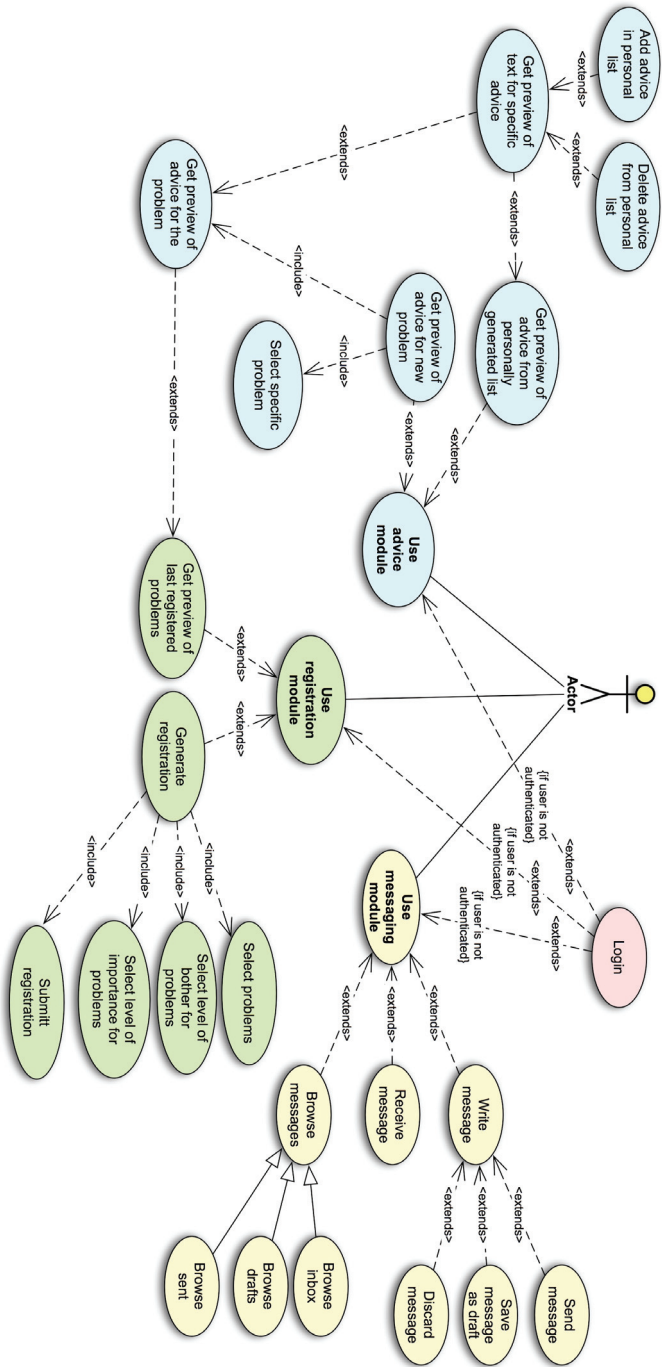 Actor
Login
<extends>
{if user is not
authenticated}
<extends>
{if user is not
authenticated}
<extends>
{if user is not
authenticated}
Add advice
in personal
list
Delete advice
from personal
list
<extends>
<extends>
Get preview of
text for specific
advice
<extends>
Get preview of
advice from
personally
generated list
<extends>
<extends>
Get preview of
advice for new
problem
<extends>
<include>
<include>
Select specific
problem
Get preview of
advice for the
problem
<extends>
Use
advice
module
Use
registration
module
<extends>
<extends>
Get preview of
last registered
problems
Generate
registration
<include>
<include>
<include>
<include>
Select problems
Select level of
bother for
problems
Select level of
importance for
problems
Submitt
registration
Use
messaging
module
<extends>
<extends>
<extends>
Write
message
Receive
message
Browse
messages
<extends>
<extends>
<extends>
Send
message
Save
message
as draft
Discard
message
Browse
inbox
Browse
drafts
Browse
sent